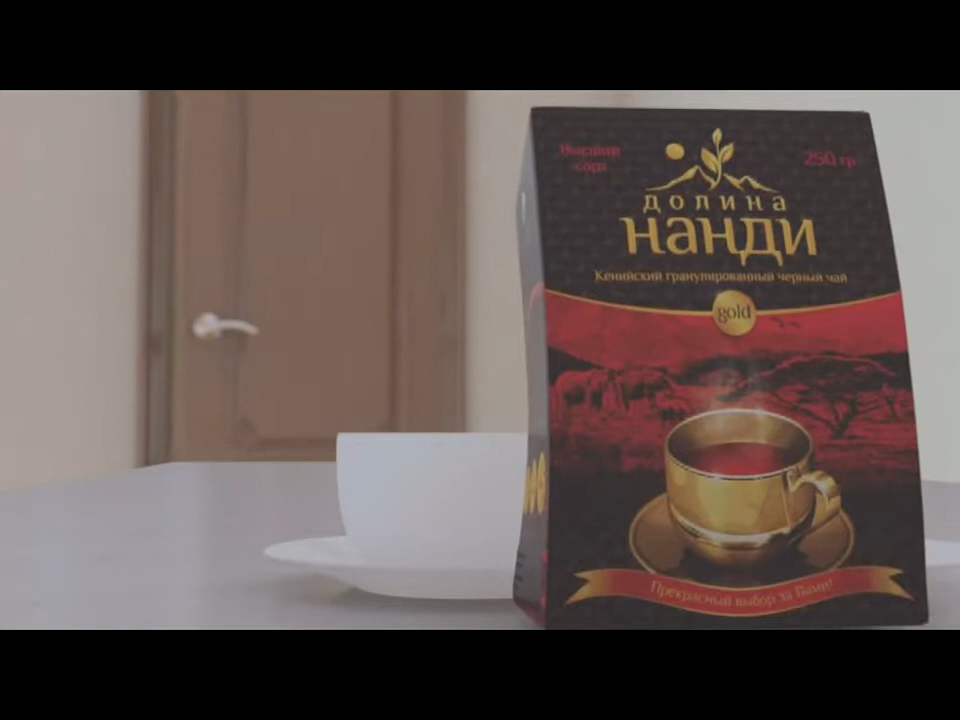 Высший
сорт
250 гр
долина
нанди
Кенийский гранулированный черный чай
gold
Прекрасный выбор за Вами!